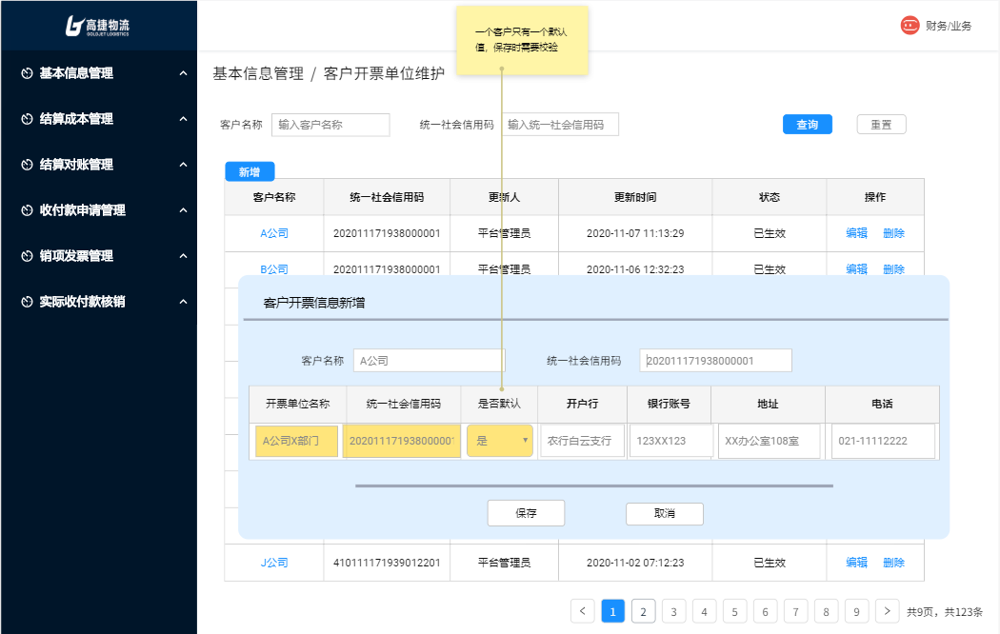 高捷物流
GOLDJET LOGISTICS
财务/业务
一个客户只有一个默认
值，保存时需要校验
基本信息管理
结算成本管理
结算对账管理
收付款申请管理
销项发票管理
实际收付款核销
基本信息管理 / 客户开票单位维护
客户名称 输入客户名称 统一社会信用码 输入统一社会信用码 查询 重置
新增
客户名称 统一社会信用码 更新人 更新时间 状态 操作
A公司 202011171938000001 平台管理员 2020-11-07 11:13:29 已生效 编辑 删除
B公司 202011171938000001 平台管理员 2020-11-06 12:32:23 已生效 编辑 删除
客户开票信息新增
客户名称 A公司 统一社会信用码 202011171938000001
开票单位名称 统一社会信用码 是否默认 开户行 银行账号 地址 电话
A公司X部门 20201117193800000 是 农行白云支行 123XX123 XX办公室108室 021-11112222
保存 取消
J公司 410111171939012201 平台管理员 2020-11-02 07:12:23 已生效 编辑 删除
< 1 2 3 4 5 6 7 8 9 > 共9页，共123条